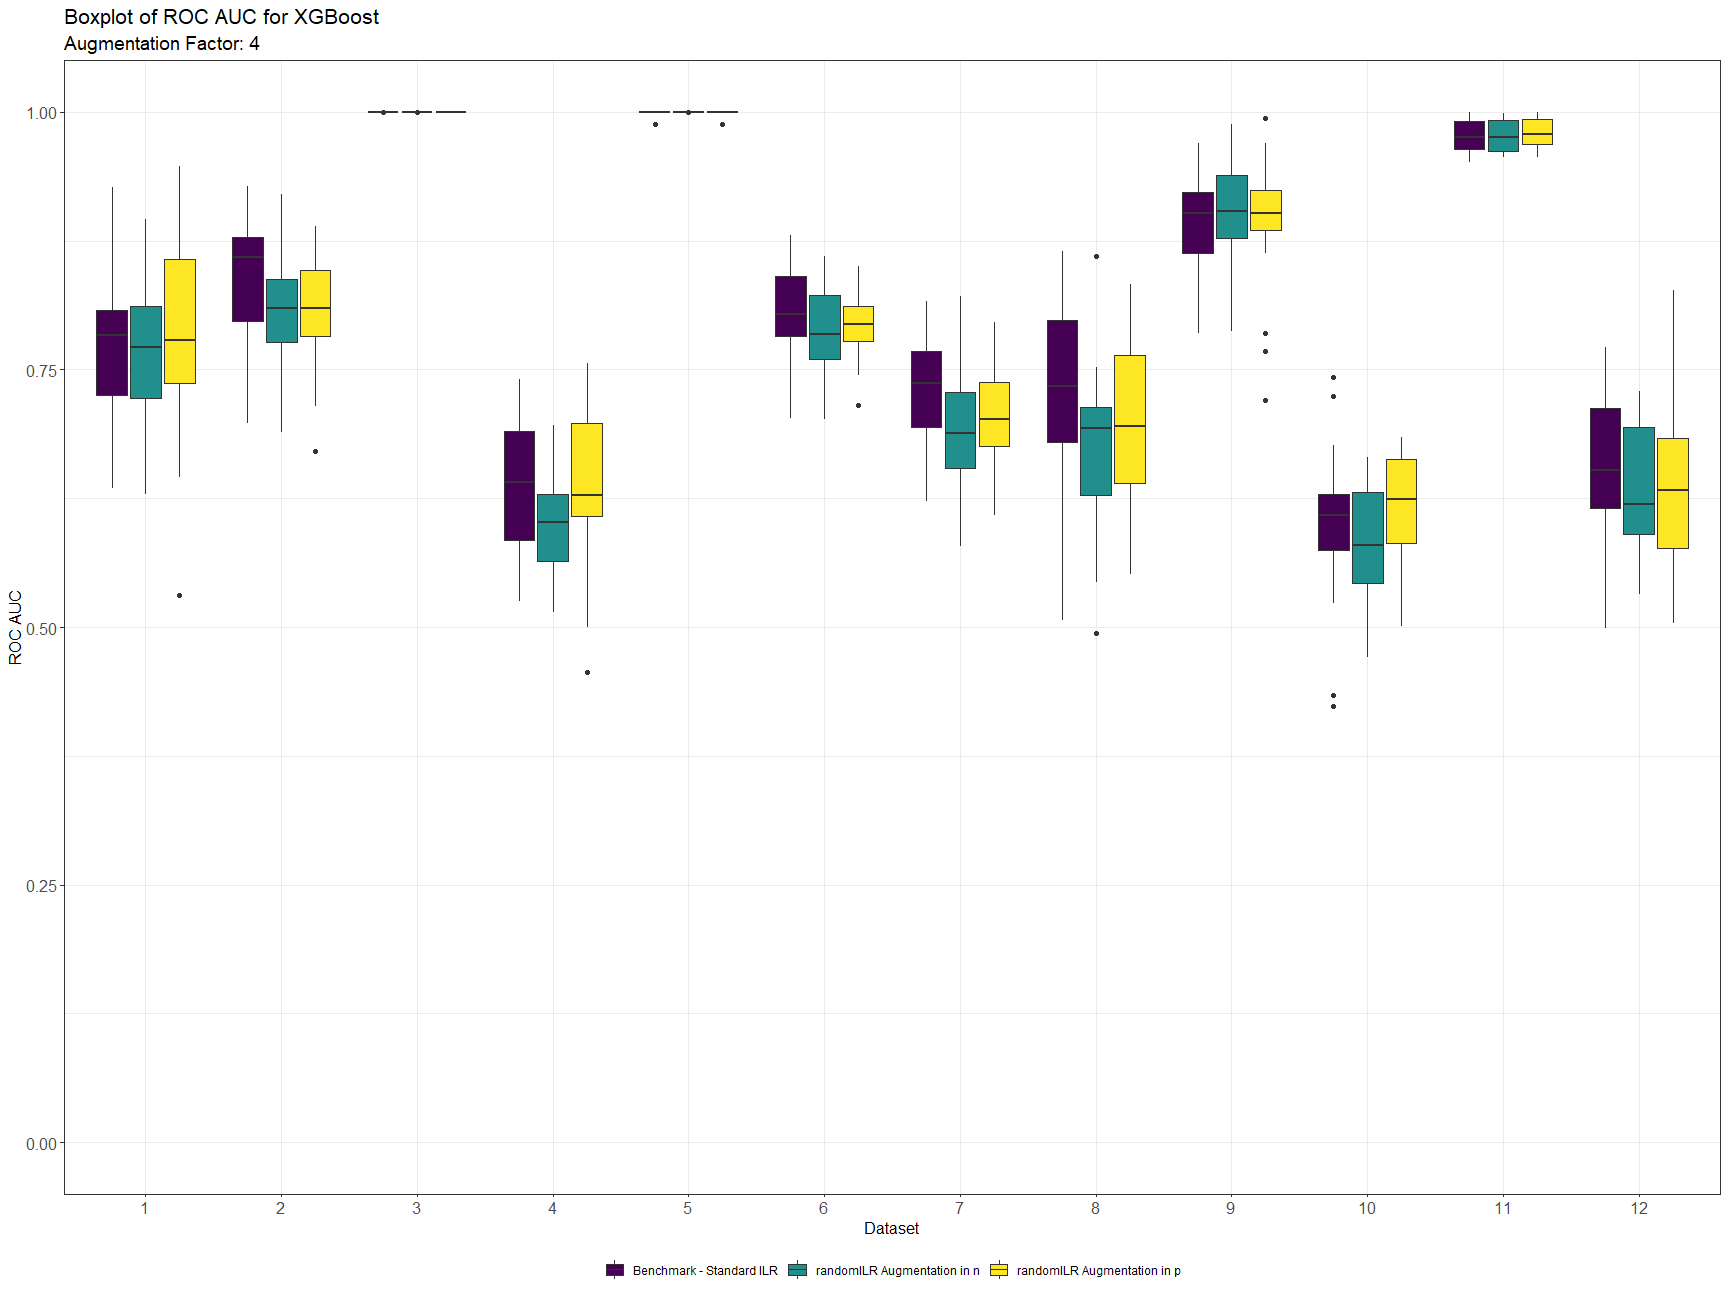 Boxplot of ROC AUC for XGBoost
Augmentation Factor: 4
1.00
0.75
0.50
0.25
0.00
ROC AUC
1 2 3 4 5 6 7 8 9 10 11 12
Dataset
Benchmark - Standard ILR randomILR Augmentation in n randomILR Augmentation in p